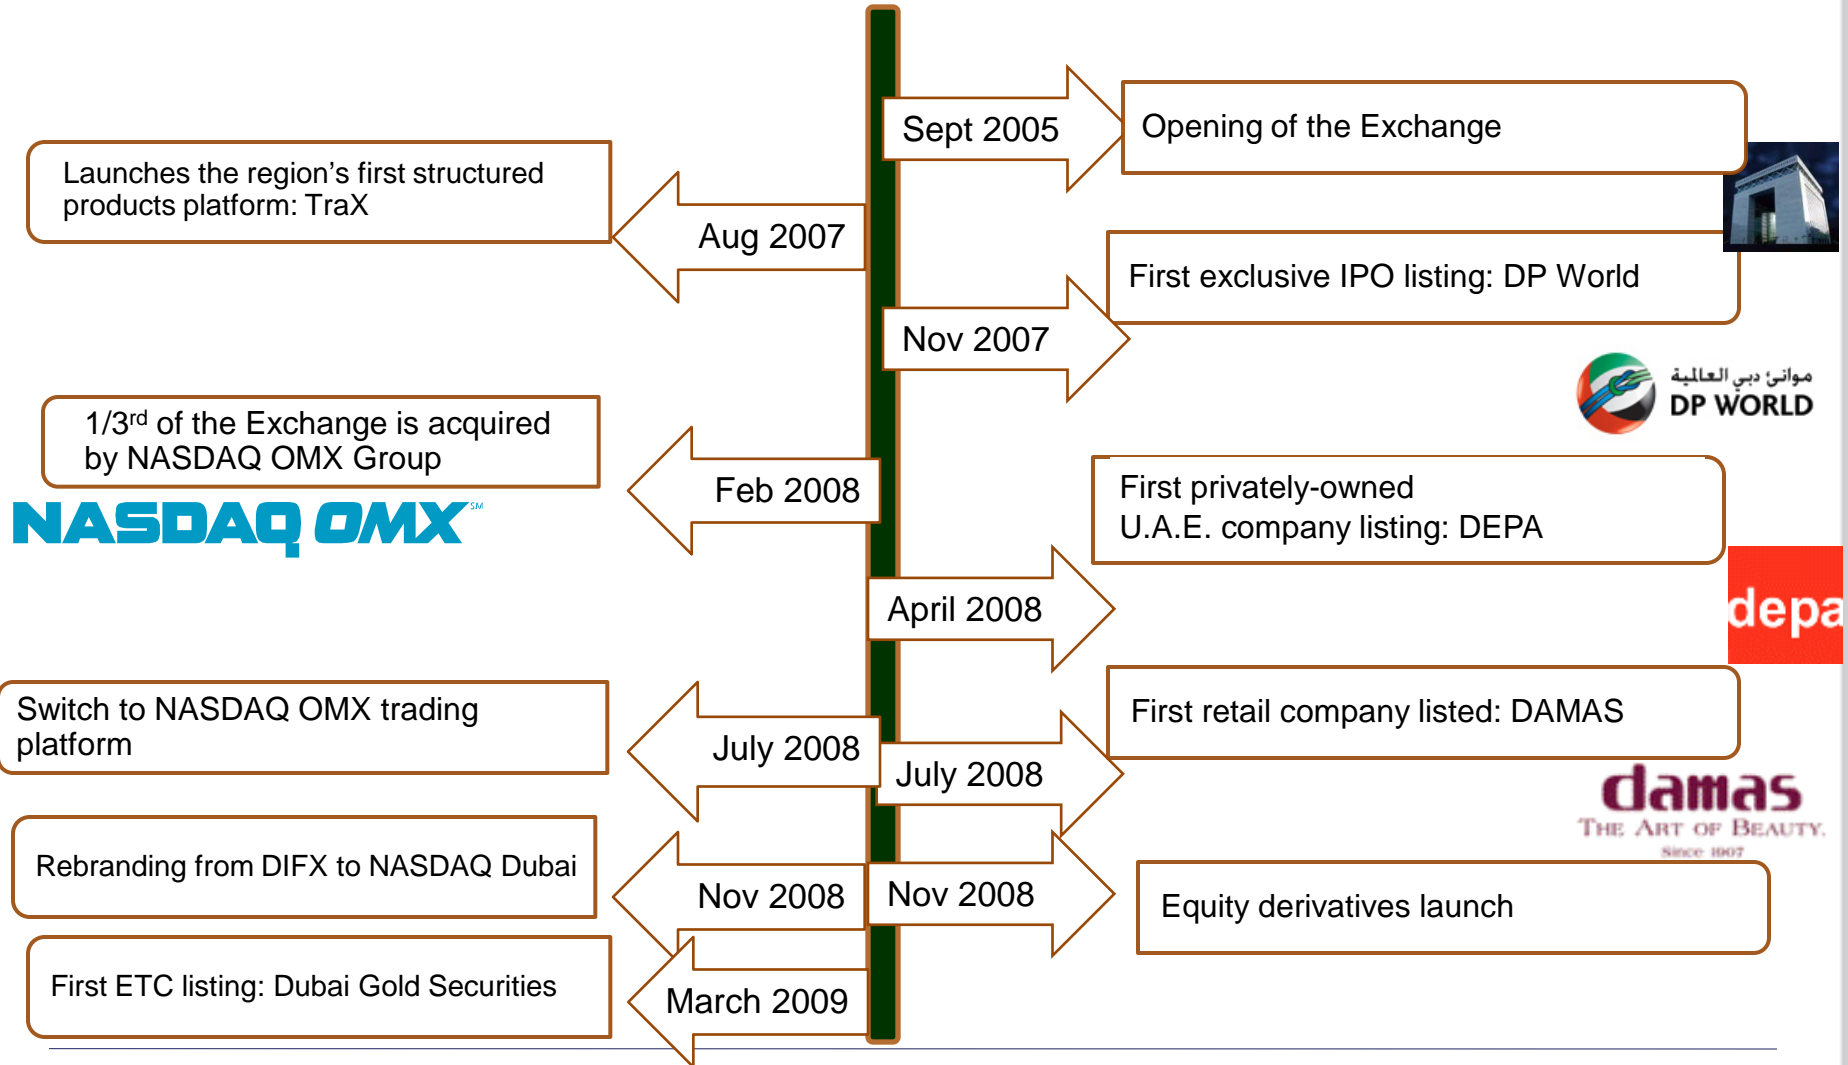 Sept 2005
Opening of the Exchange
Launches the region’s first structured
products platform: TraX
Aug 2007
First exclusive IPO listing: DP World
Nov 2007
موانئ دبي العالمية
DP WORLD
1/3rd of the Exchange is acquired
by NASDAQ OMX Group
Feb 2008
NASDAQ OMX SM
First privately-owned
U.A.E. company listing: DEPA
April 2008
depa
Switch to NASDAQ OMX trading
platform
July 2008
First retail company listed: DAMAS
July 2008
damas
THE ART OF BEAUTY.
Since 1907
Rebranding from DIFX to NASDAQ Dubai
Nov 2008
Nov 2008
Equity derivatives launch
First ETC listing: Dubai Gold Securities
March 2009